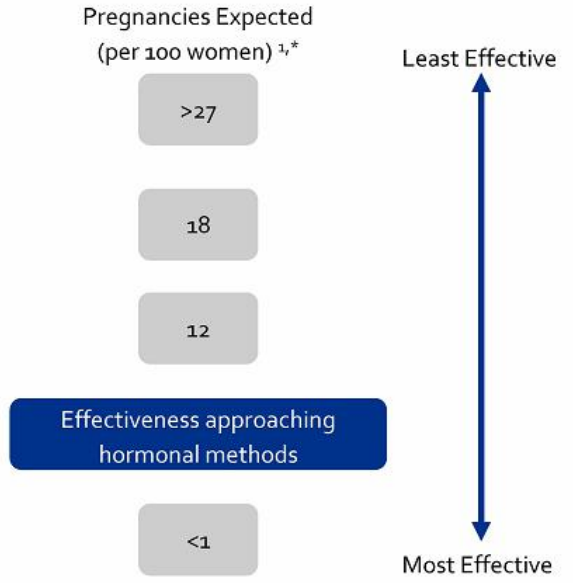 Pregnancies Expected
(per 100 women) ¹,*
Least Effective
>27
18
12
Effectiveness approaching
hormonal methods
<1
Most Effective